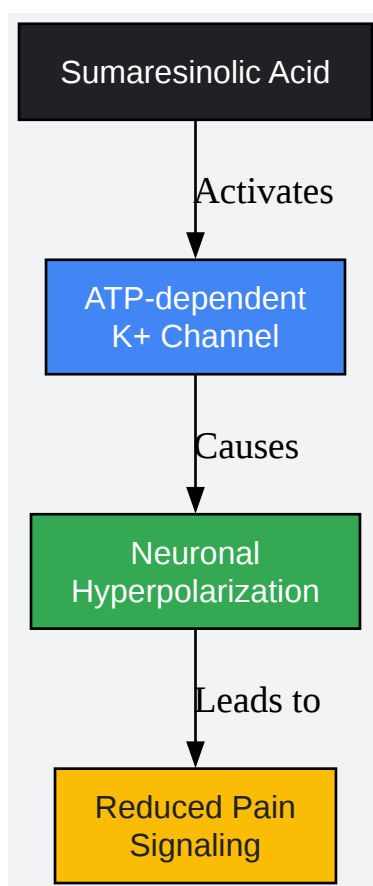 Sumaresinolic Acid
Activates
ATP-dependent
K+ Channel
Causes
Neuronal
Hyperpolarization
Leads to
Reduced Pain
Signaling